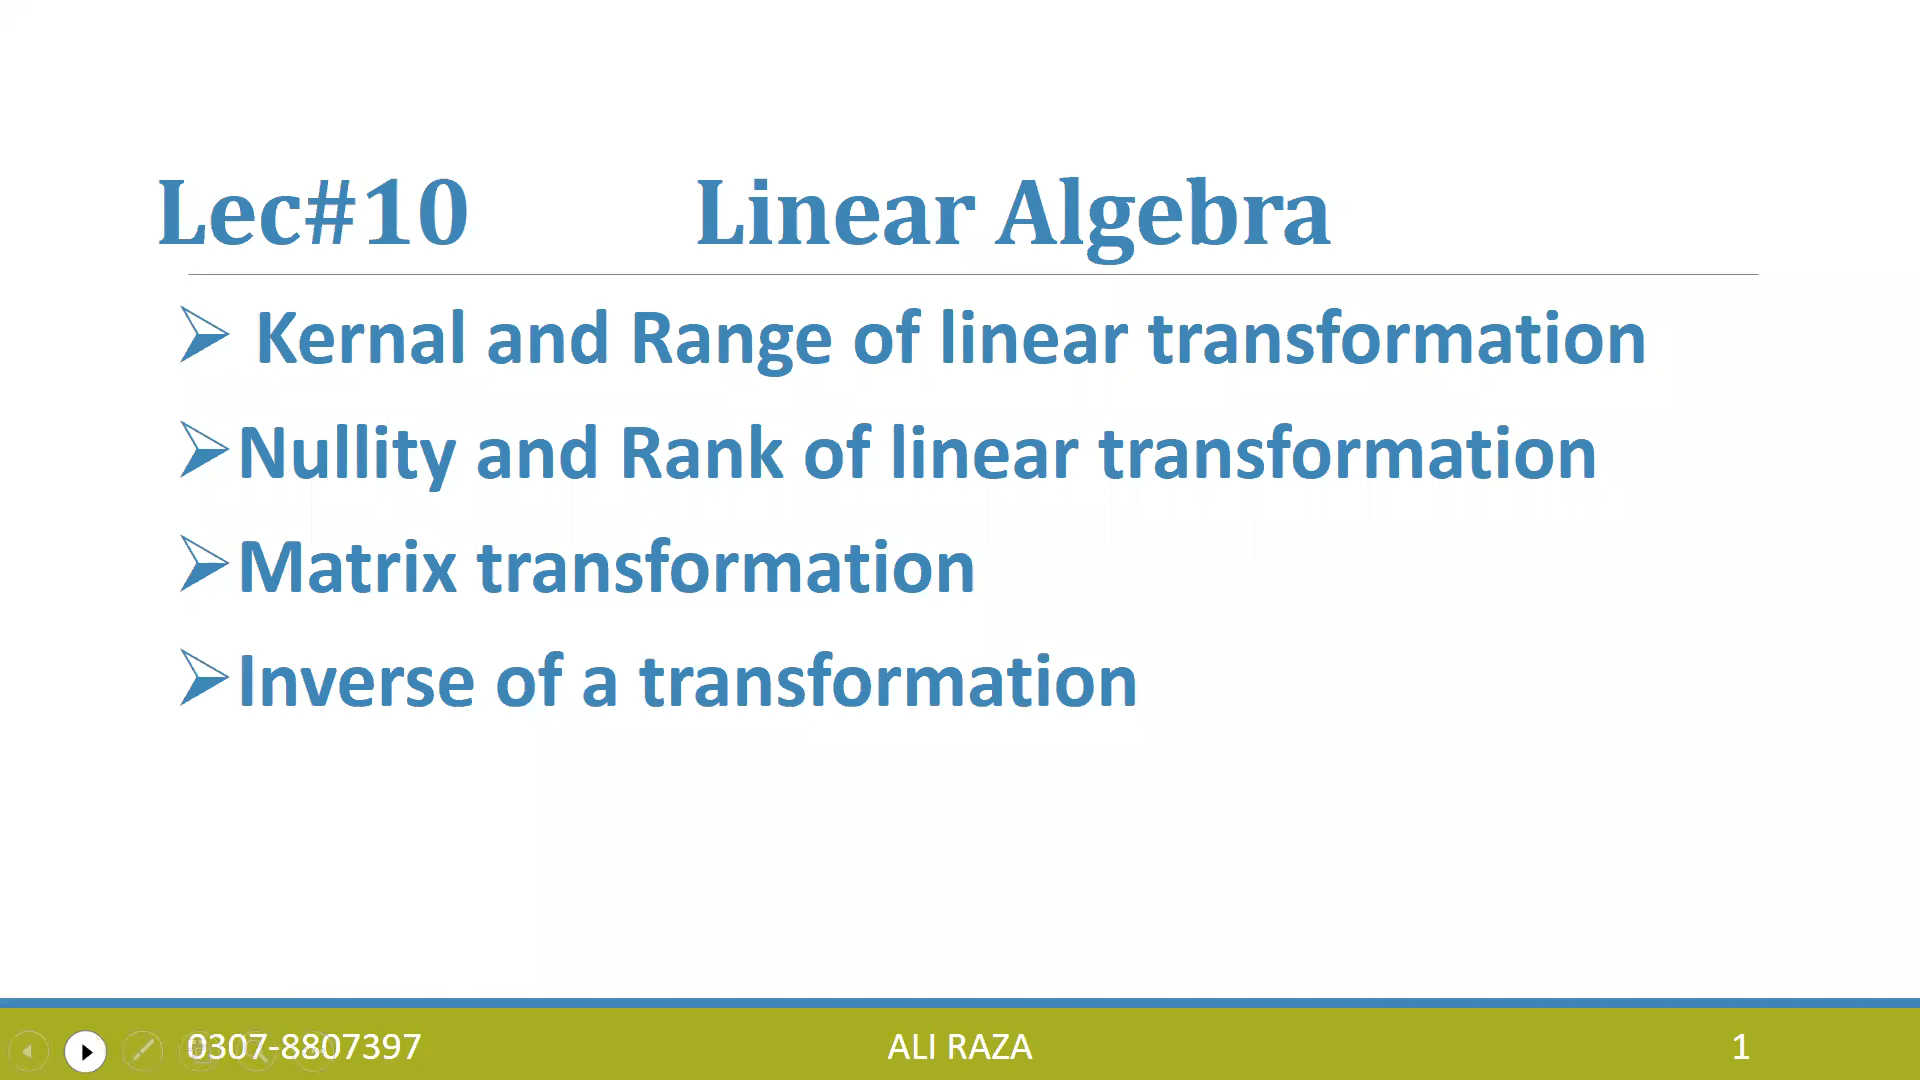 Lec#10 Linear Algebra
Kernal and Range of linear transformation
Nullity and Rank of linear transformation
Matrix transformation
Inverse of a transformation
0307-8807397 ALI RAZA 1